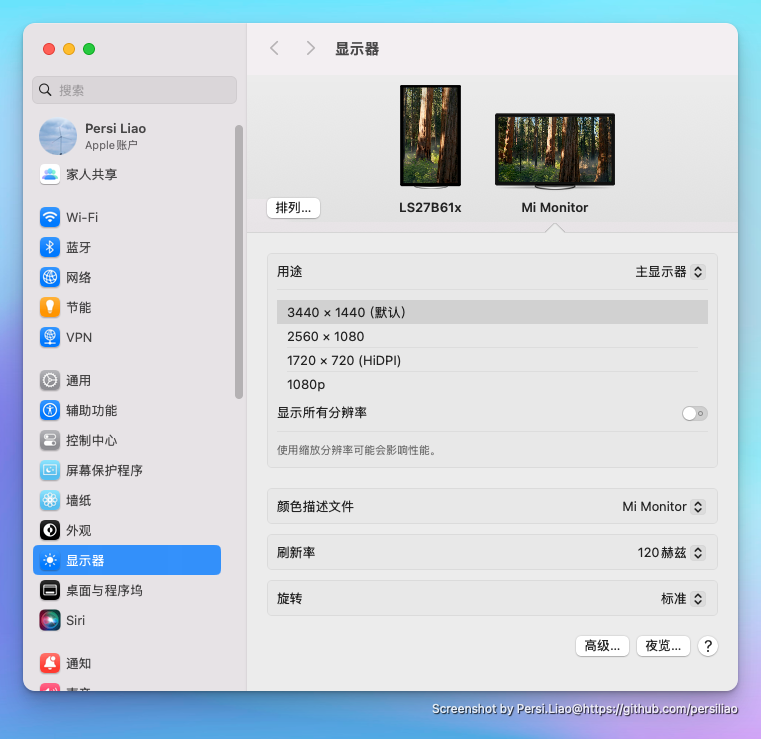 显示器
搜索
Persi Liao
Apple账户
家人共享
Wi-Fi
蓝牙
网络
节能
VPN
通用
辅助功能
控制中心
屏幕保护程序
墙纸
外观
显示器
桌面与程序坞
Siri
通知
声音
排列...
LS27B61x
Mi Monitor
用途
主显示器
3440 × 1440 (默认)
2560 × 1080
1720 × 720 (HiDPI)
1080p
显示所有分辨率
使用缩放分辨率可能会影响性能。
颜色描述文件
Mi Monitor
刷新率
120赫兹
旋转
标准
高级...
夜览...
?
Screenshot by Persi.Liao@https://github.com/persiliao